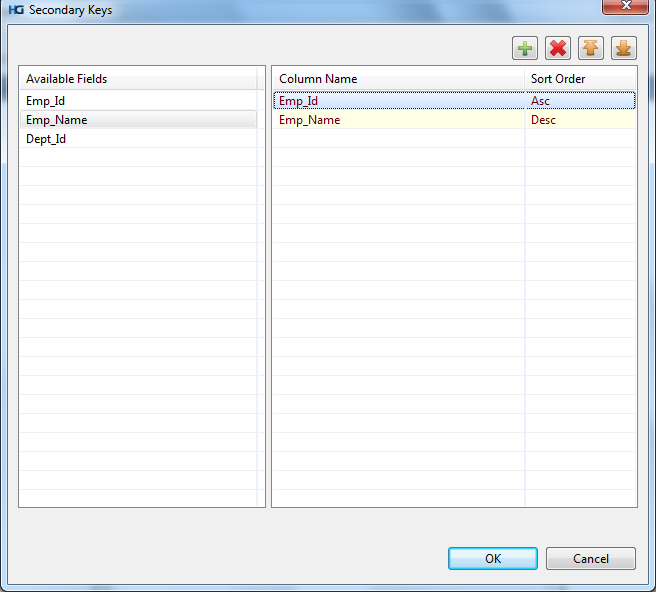 HG Secondary Keys
Available Fields
Emp_Id
Emp_Name
Dept_Id
Column Name Sort Order
Emp_Id Asc
Emp_Name Desc
OK Cancel